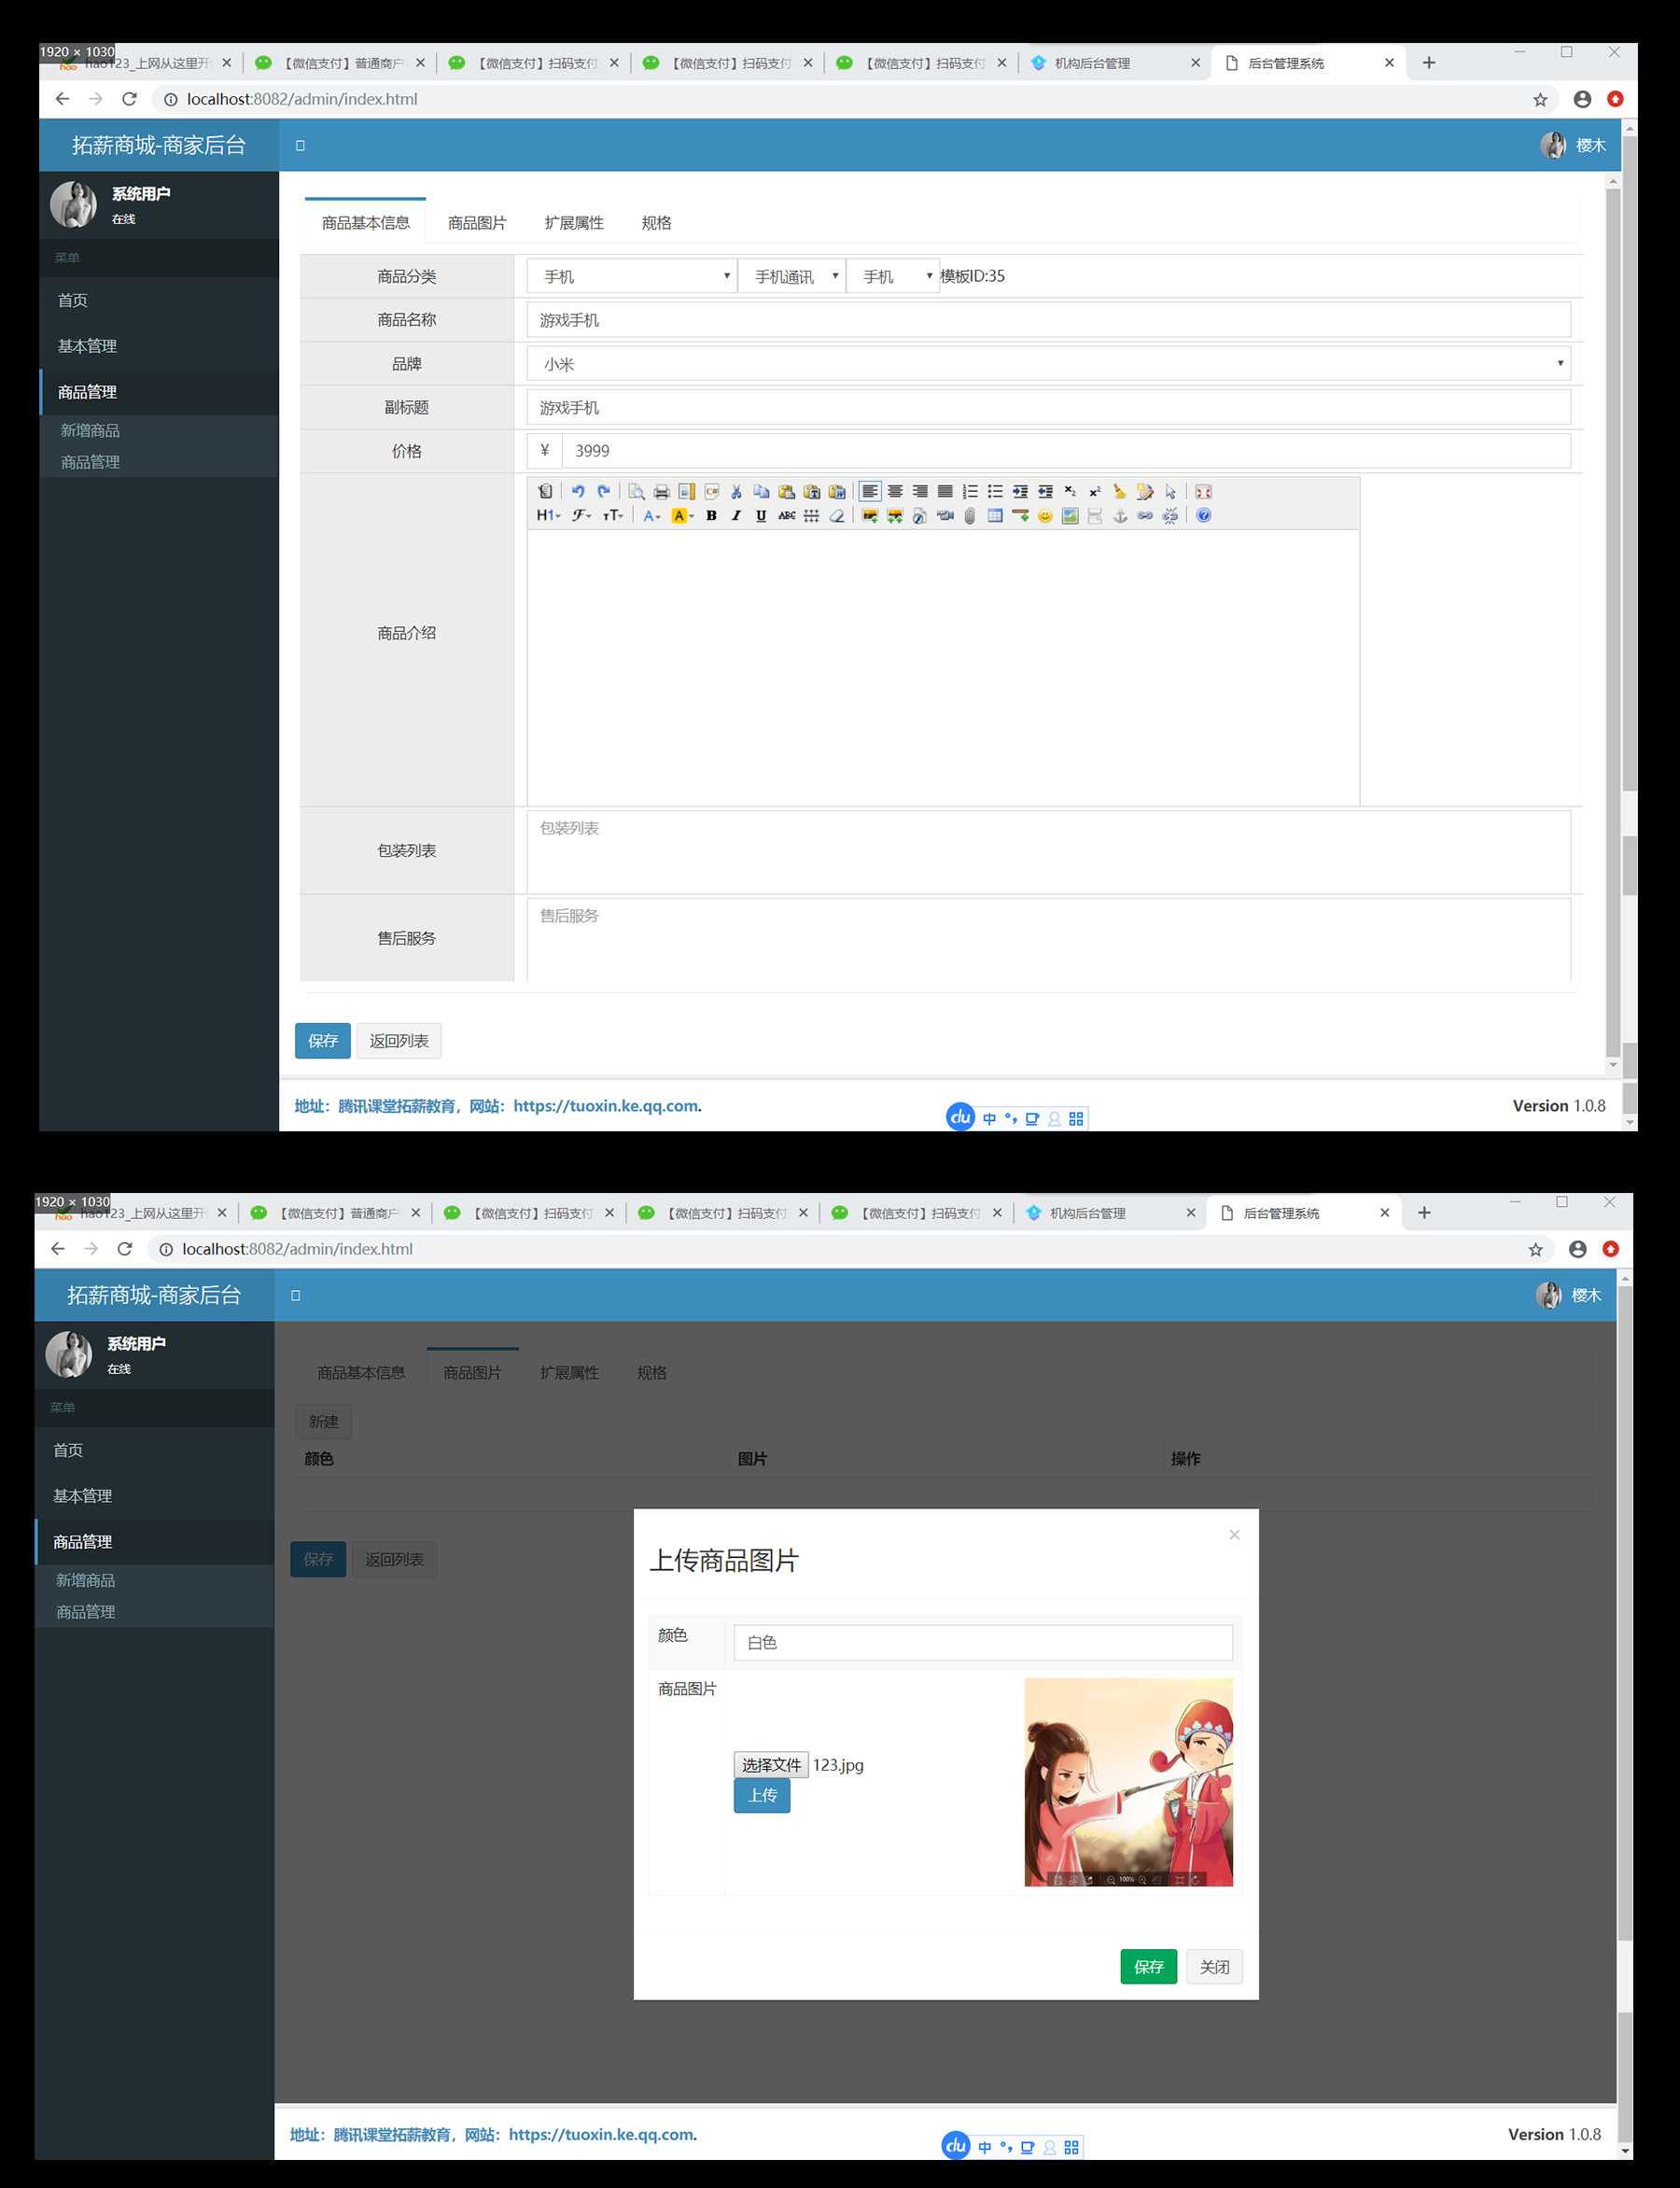 1920 × 1030
hao123_上网从这里开
【微信支付】普通商户
【微信支付】扫码支付
【微信支付】扫码支付
【微信支付】扫码支付
机构后台管理
后台管理系统
localhost:8082/admin/index.html
拓薪商城-商家后台
樱木
系统用户
在线
菜单
首页
基本管理
商品管理
新增商品
商品管理
商品基本信息 商品图片 扩展属性 规格
商品分类 手机 手机通讯 手机 模板ID:35
商品名称 游戏手机
品牌 小米
副标题 游戏手机
价格 ¥ 3999
商品介绍
包装列表 包装列表
售后服务 售后服务
保存 返回列表
地址：腾讯课堂拓薪教育，网站：https://tuoxin.ke.qq.com.
du 中
Version 1.0.8
1920 × 1030
hao123_上网从这里开
【微信支付】普通商户
【微信支付】扫码支付
【微信支付】扫码支付
【微信支付】扫码支付
机构后台管理
后台管理系统
localhost:8082/admin/index.html
拓薪商城-商家后台
樱木
系统用户
在线
菜单
首页
基本管理
商品管理
新增商品
商品管理
商品基本信息 商品图片 扩展属性 规格
新建
颜色 图片 操作
保存 返回列表
上传商品图片
颜色 白色
商品图片
选择文件 123.jpg
上传
100%
保存 关闭
地址：腾讯课堂拓薪教育，网站：https://tuoxin.ke.qq.com.
du 中
Version 1.0.8